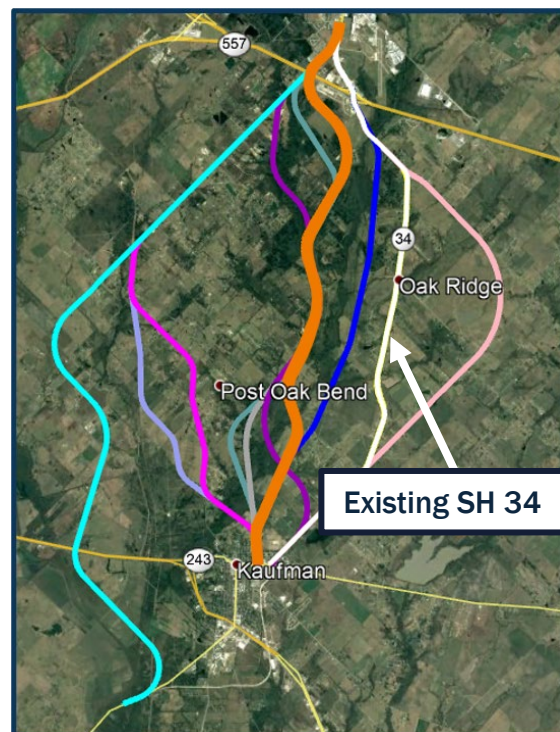 557
34
Oak Ridge
Post Oak Bend
Existing SH 34
243
Kaufman